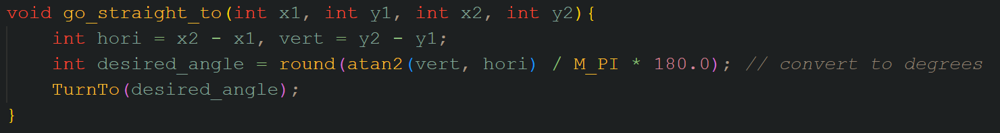 void go_straight_to(int x1, int y1, int x2, int y2){
    int hori = x2 - x1, vert = y2 - y1;
    int desired_angle = round(atan2(vert, hori) / M_PI * 180.0); // convert to degrees
    TurnTo(desired_angle);
}